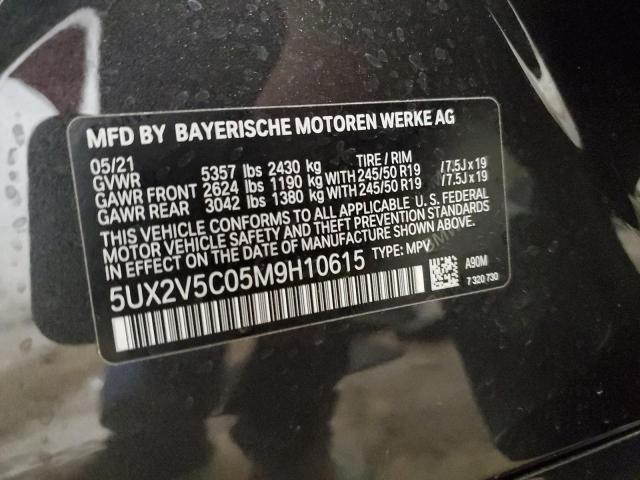 MFD BY BAYERISCHE MOTOREN WERKE AG
05/21 TIRE / RIM
GVWR 5357 lbs 2430 kg
GAWR FRONT 2624 lbs 1190 kg WITH 245/50 R19 / 7.5J x 19
GAWR REAR 3042 lbs 1380 kg WITH 245/50 R19 / 7.5J x 19
THIS VEHICLE CONFORMS TO ALL APPLICABLE U. S. FEDERAL
MOTOR VEHICLE SAFETY AND THEFT PREVENTION STANDARDS
IN EFFECT ON THE DATE OF MANUFACTURE SHOWN ABOVE.
5UX2V5C05M9H10615 TYPE: MPV
A90M
7 320 730